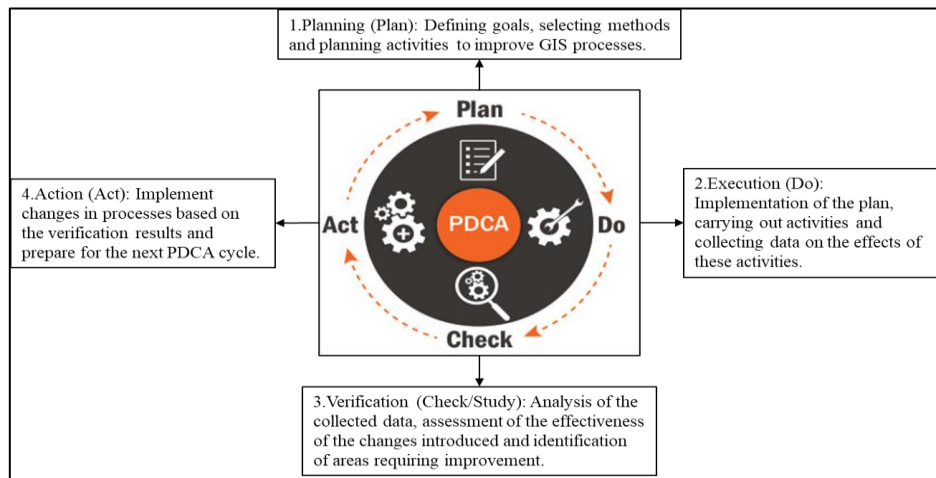 1.Planning (Plan): Defining goals, selecting methods
and planning activities to improve GIS processes.
Plan
4.Action (Act): Implement
changes in processes based on
the verification results and
prepare for the next PDCA cycle.
Act
PDCA
Do
2.Execution (Do):
Implementation of the plan,
carrying out activities and
collecting data on the effects of
these activities.
Check
3.Verification (Check/Study): Analysis of the
collected data, assessment of the effectiveness
of the changes introduced and identification
of areas requiring improvement.